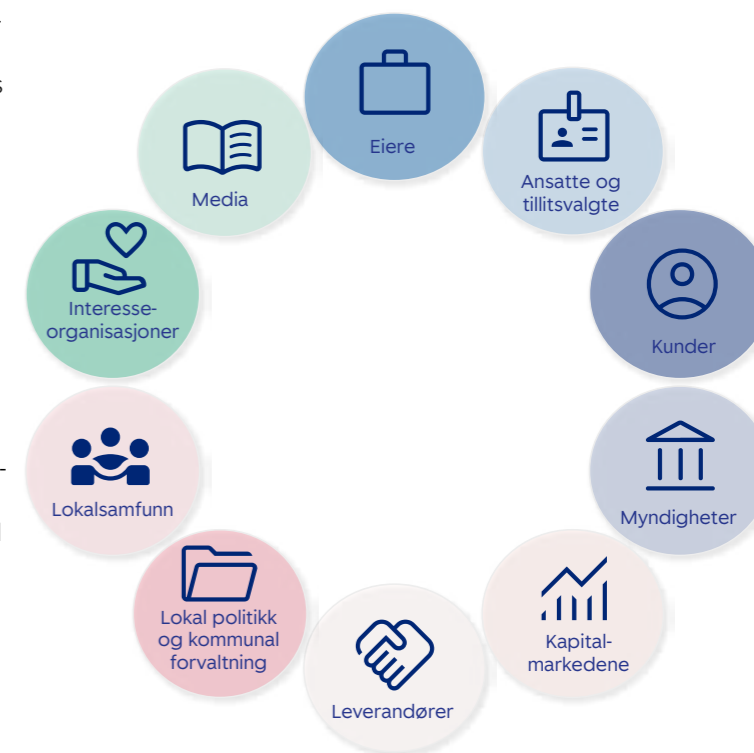 Eiere
Ansatte og
tillitsvalgte
Kunder
Myndigheter
Kapital-
markedene
Leverandører
Lokal politikk
og kommunal
forvaltning
Lokalsamfunn
Interesse-
organisasjoner
Media